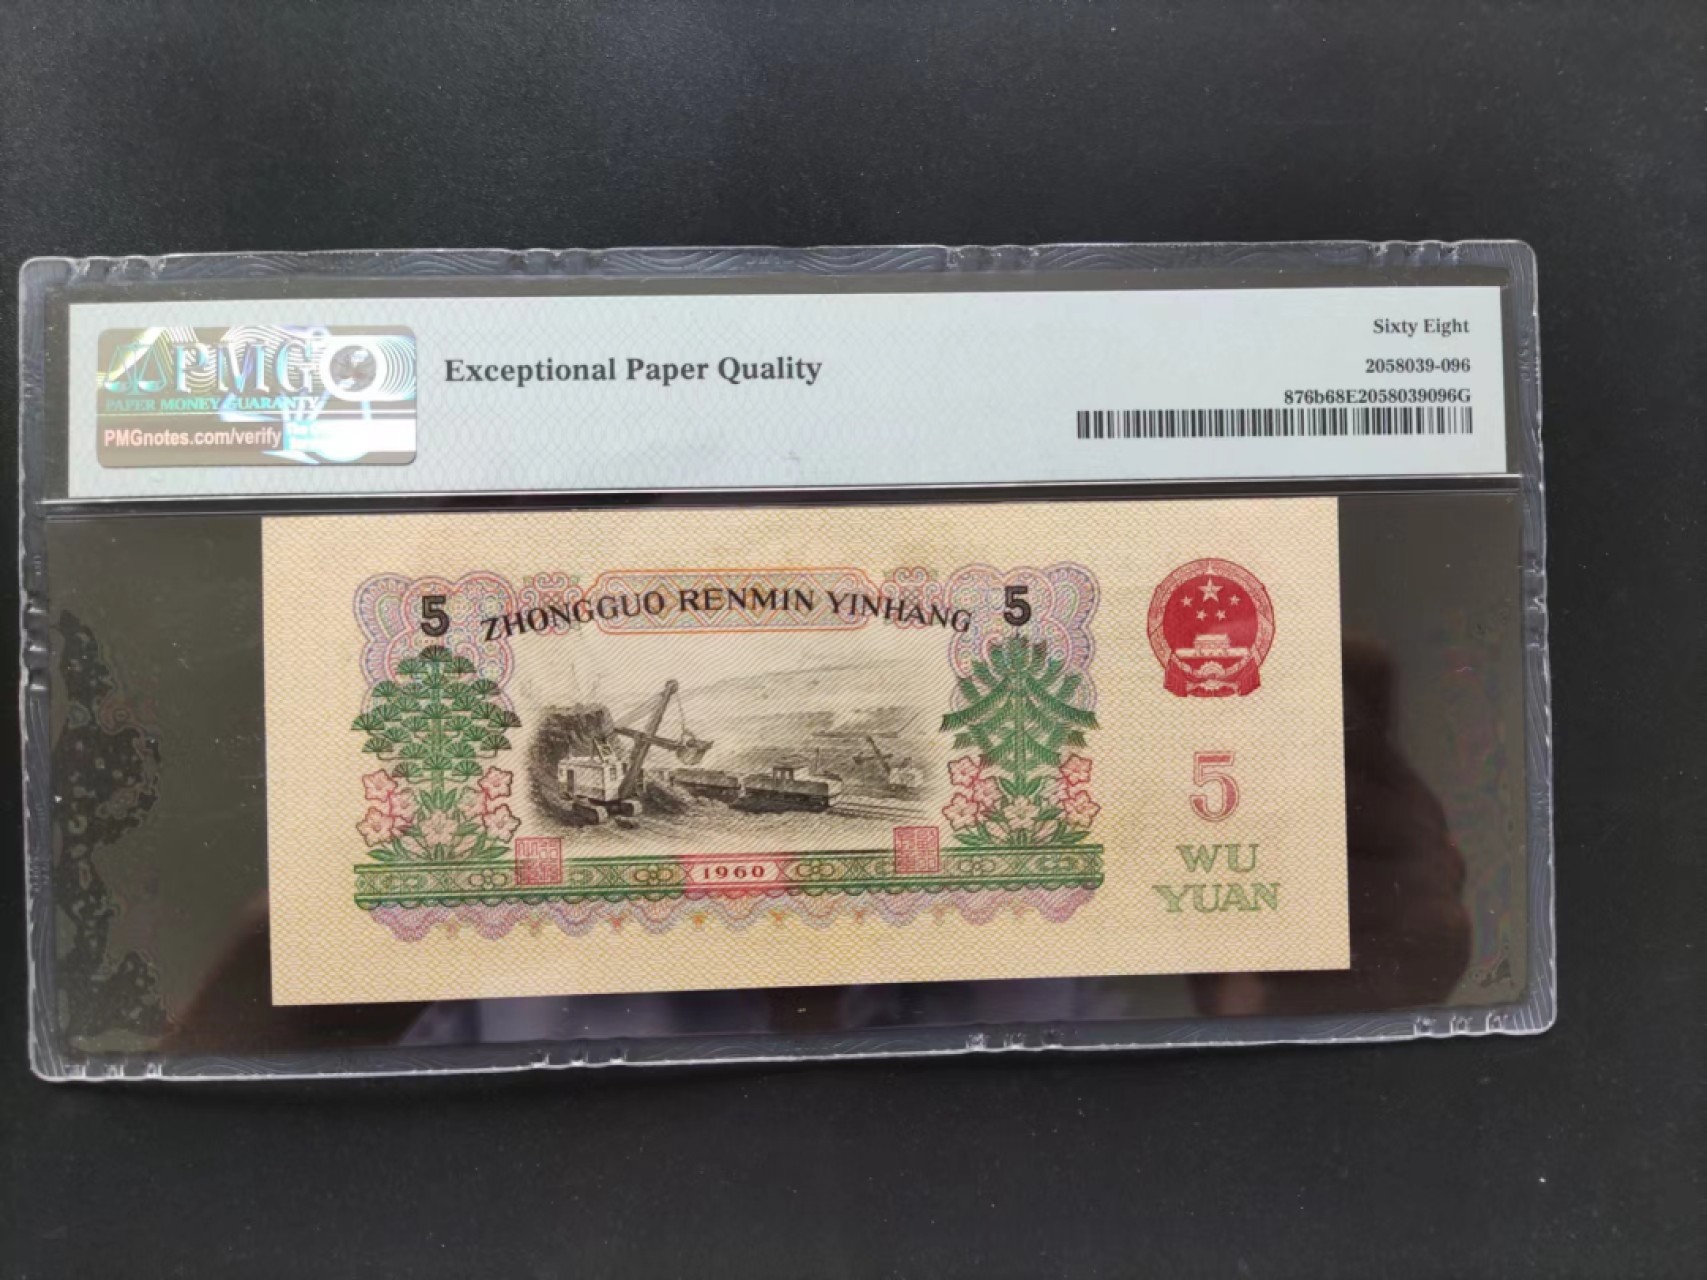 PMG
PAPER MONEY GUARANTY
PMGnotes.com/verify
Exceptional Paper Quality
Sixty Eight
2058039-096
876b68E2058039096G
5 ZHONGGUO RENMIN YINHANG 5
5
WU
YUAN
1960